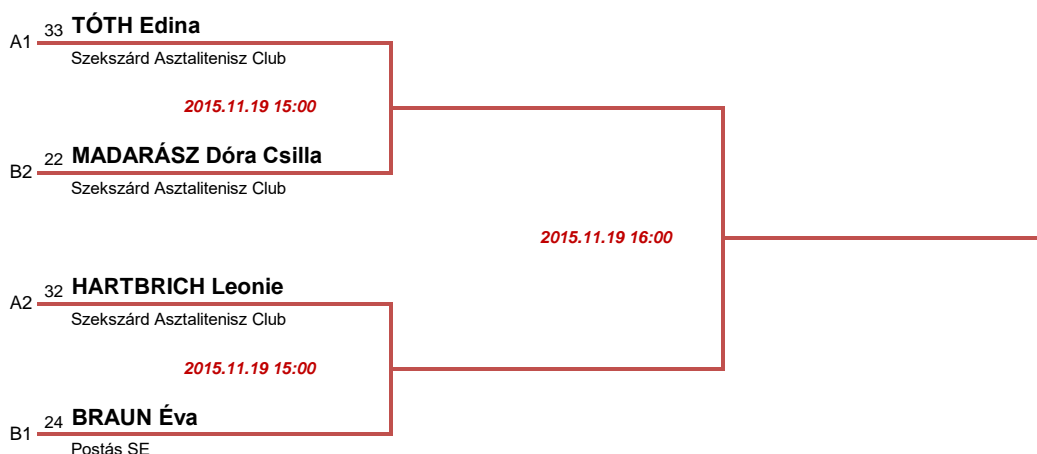 A1 33 TÓTH Edina
Szekszárd Asztalitenisz Club
2015.11.19 15:00
B2 22 MADARÁSZ Dóra Csilla
Szekszárd Asztalitenisz Club
2015.11.19 16:00
A2 32 HARTBRICH Leonie
Szekszárd Asztalitenisz Club
2015.11.19 15:00
B1 24 BRAUN Éva
Postás SE